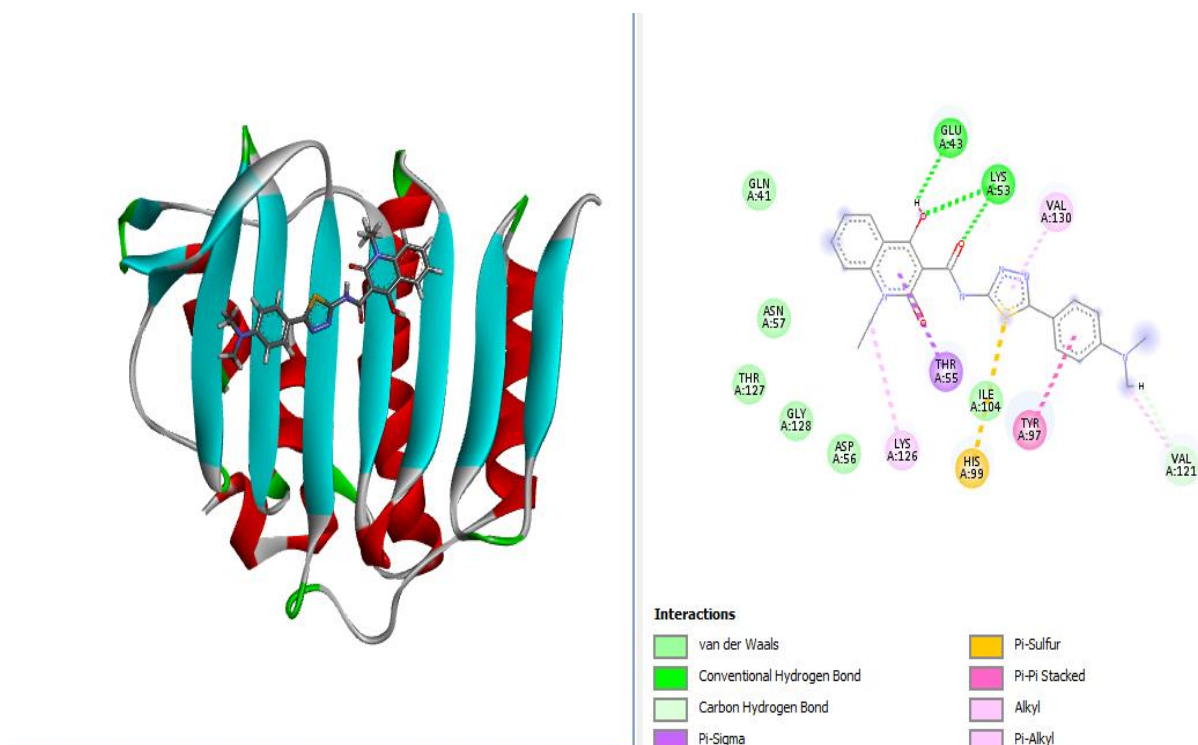 GLU
A:43
LYS
A:53
GLN
A:41
VAL
A:130
H
O
O
N
N
N
N
O
S
N
ASN
A:57
THR
A:55
THR
A:127
ILE
A:104
GLY
A:128
TYR
A:97
ASP
A:56
LYS
A:126
HIS
A:99
H
VAL
A:121
Interactions
van der Waals
Pi-Sulfur
Conventional Hydrogen Bond
Pi-Pi Stacked
Carbon Hydrogen Bond
Alkyl
Pi-Sigma
Pi-Alkyl